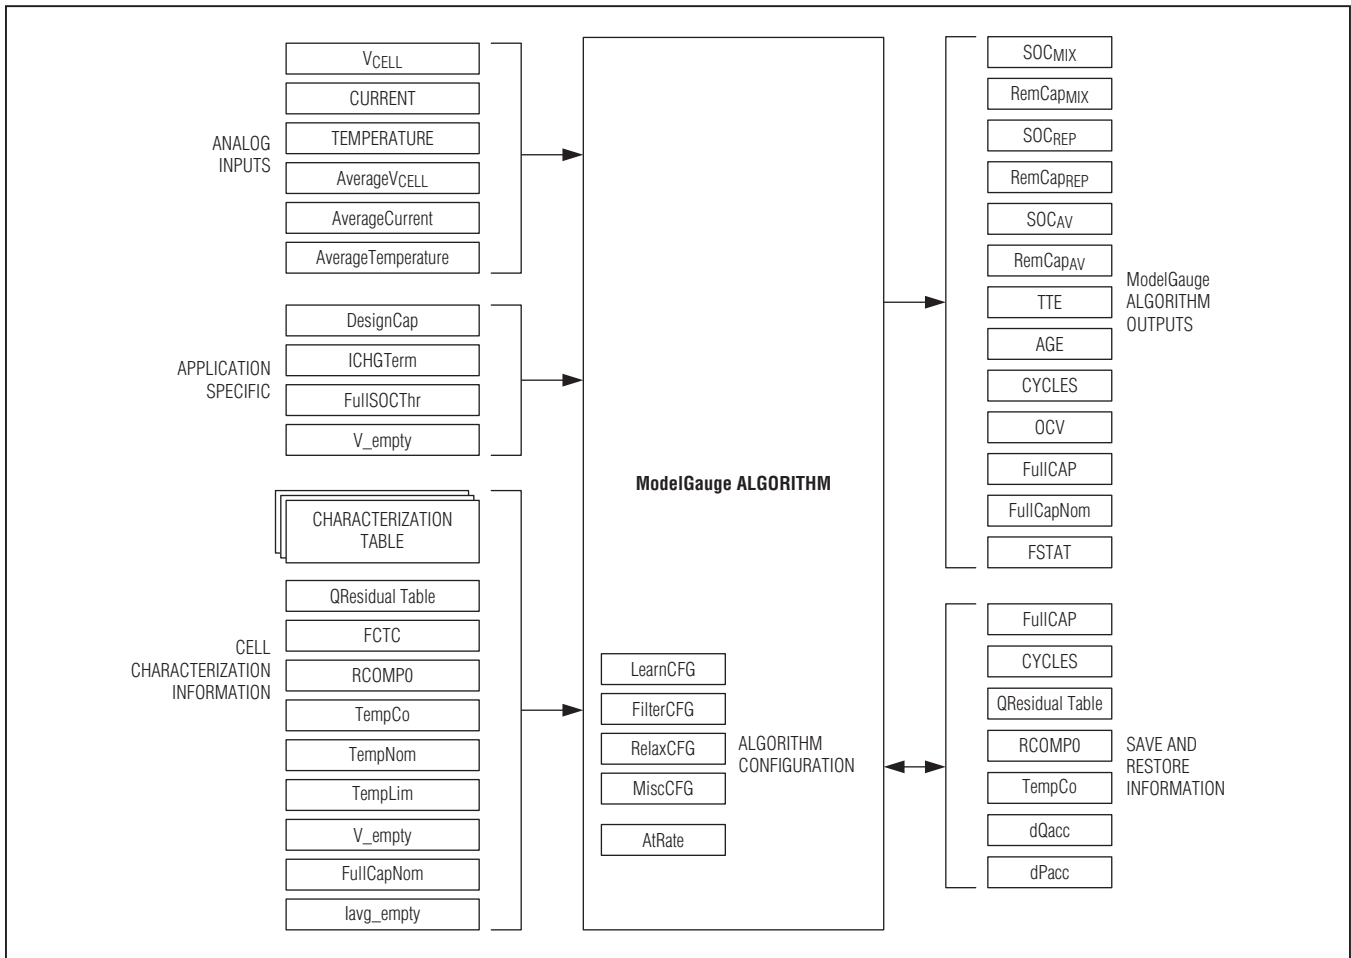 ANALOG
INPUTS
VCELL
CURRENT
TEMPERATURE
AverageVCELL
AverageCurrent
AverageTemperature
APPLICATION
SPECIFIC
DesignCap
ICHGTerm
FullSOCThr
V_empty
CELL
CHARACTERIZATION
INFORMATION
CHARACTERIZATION
TABLE
QResidual Table
FCTC
RCOMP0
TempCo
TempNom
TempLim
V_empty
FullCapNom
Iavg_empty
ModelGauge ALGORITHM
LearnCFG
FilterCFG
RelaxCFG
MiscCFG
AtRate
ALGORITHM
CONFIGURATION
SOCMIX
RemCapMIX
SOCREP
RemCapREP
SOCAV
RemCapAV
TTE
AGE
CYCLES
OCV
FullCAP
FullCapNom
FSTAT
ModelGauge
ALGORITHM
OUTPUTS
FullCAP
CYCLES
QResidual Table
RCOMP0
TempCo
dQacc
dPacc
SAVE AND
RESTORE
INFORMATION